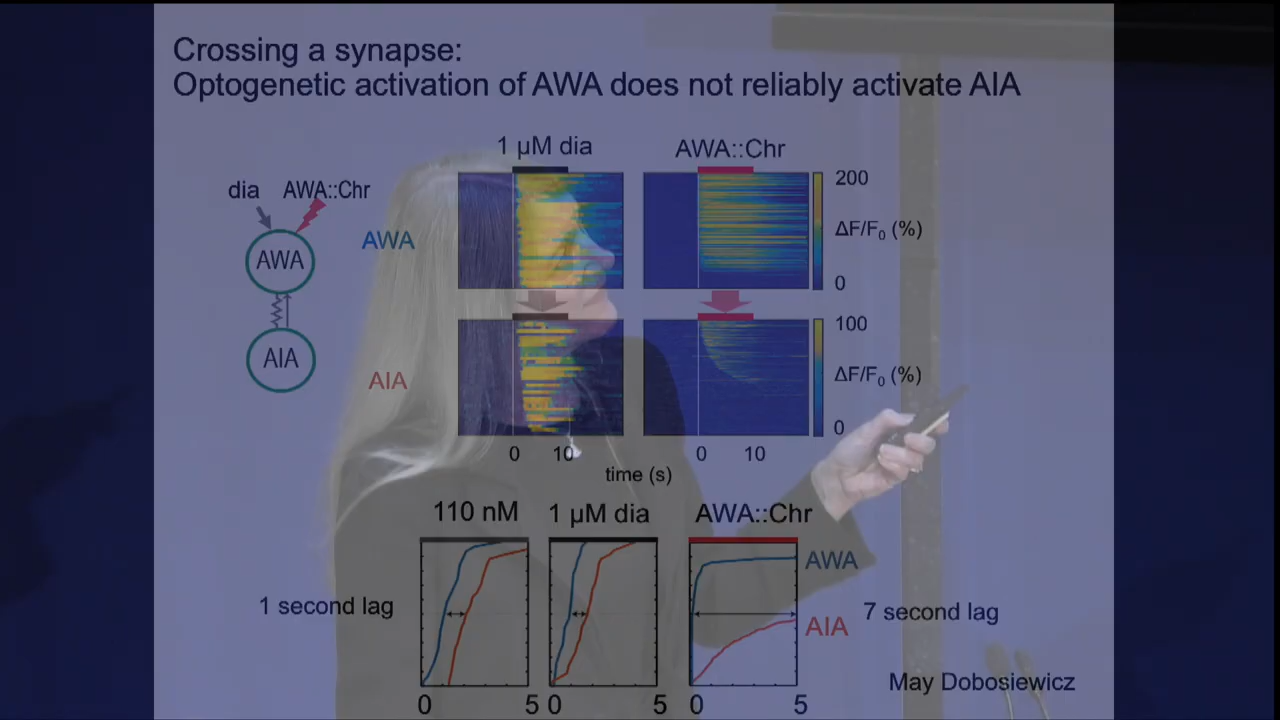 Crossing a synapse:
Optogenetic activation of AWA does not reliably activate AIA
1 µM dia
AWA::Chr
dia
AWA::Chr
200
AWA
AWA
ΔF/F0 (%)
0
100
AIA
AIA
ΔF/F0 (%)
0
0 10
0 10
time (s)
110 nM
1 µM dia
AWA::Chr
AWA
1 second lag
AIA
7 second lag
May Dobosiewicz
0 5
0 5
0 5